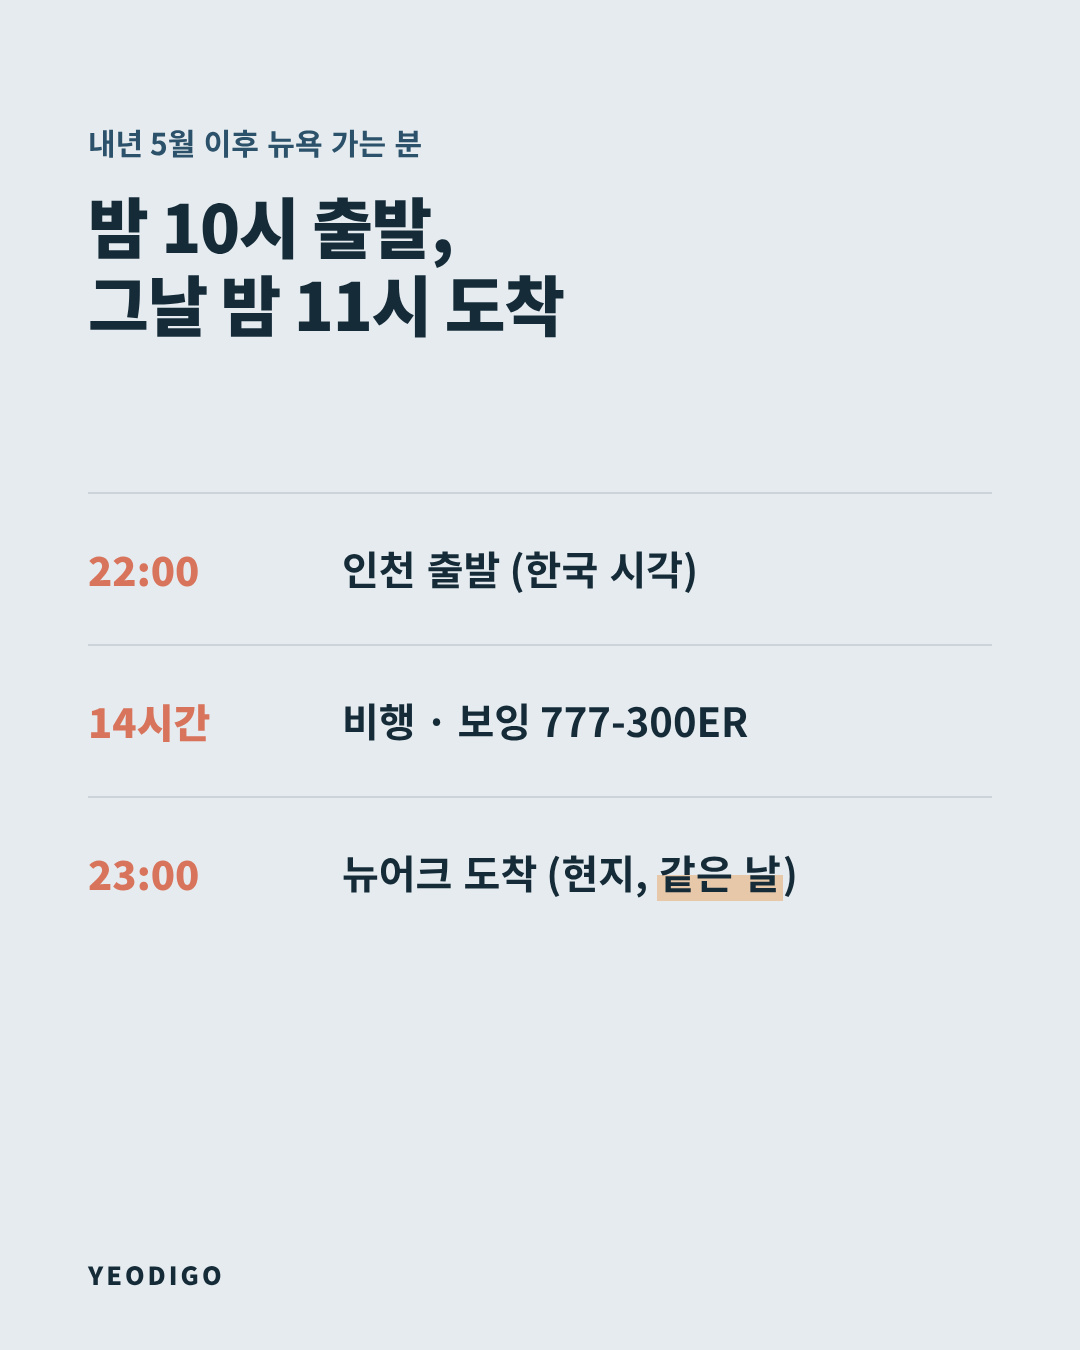 내년 5월 이후 뉴욕 가는 분
밤 10시 출발,
그날 밤 11시 도착
22:00 인천 출발 (한국 시각)
14시간 비행 · 보잉 777-300ER
23:00 뉴어크 도착 (현지, 같은 날)
YEODIGO